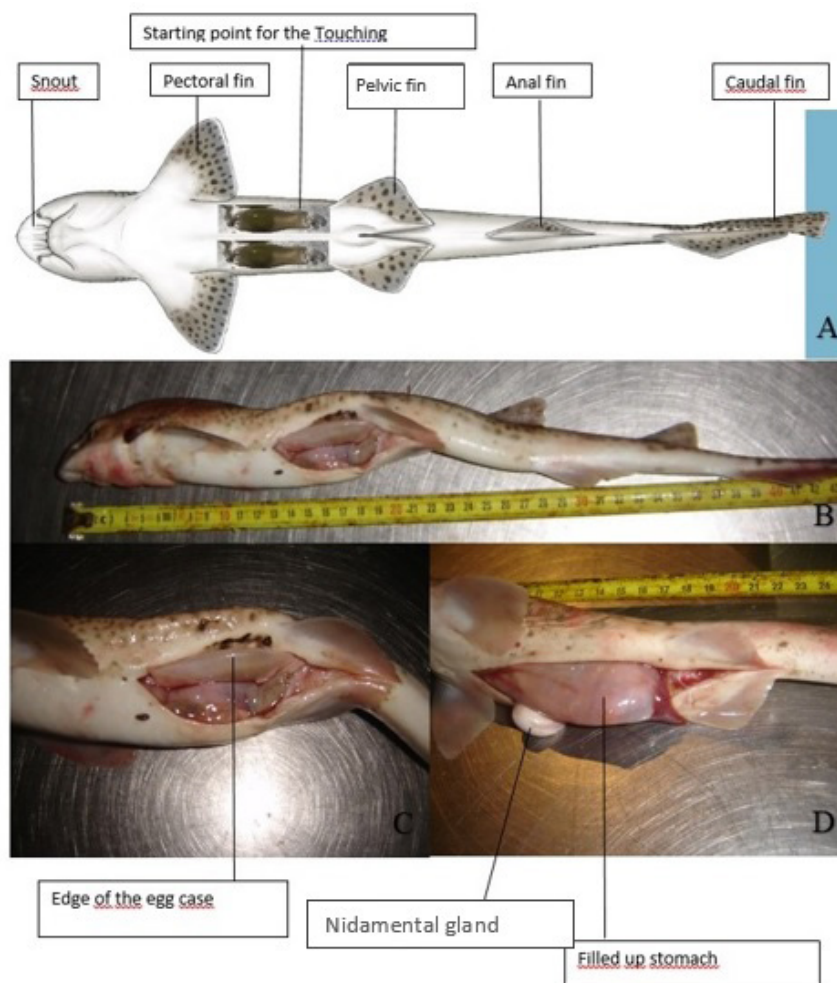 Starting point for the Touching
Snout
Pectoral fin
Pelvic fin
Anal fin
Caudal fin
A
B
C
D
Edge of the egg case
Nidamental gland
Filled up stomach